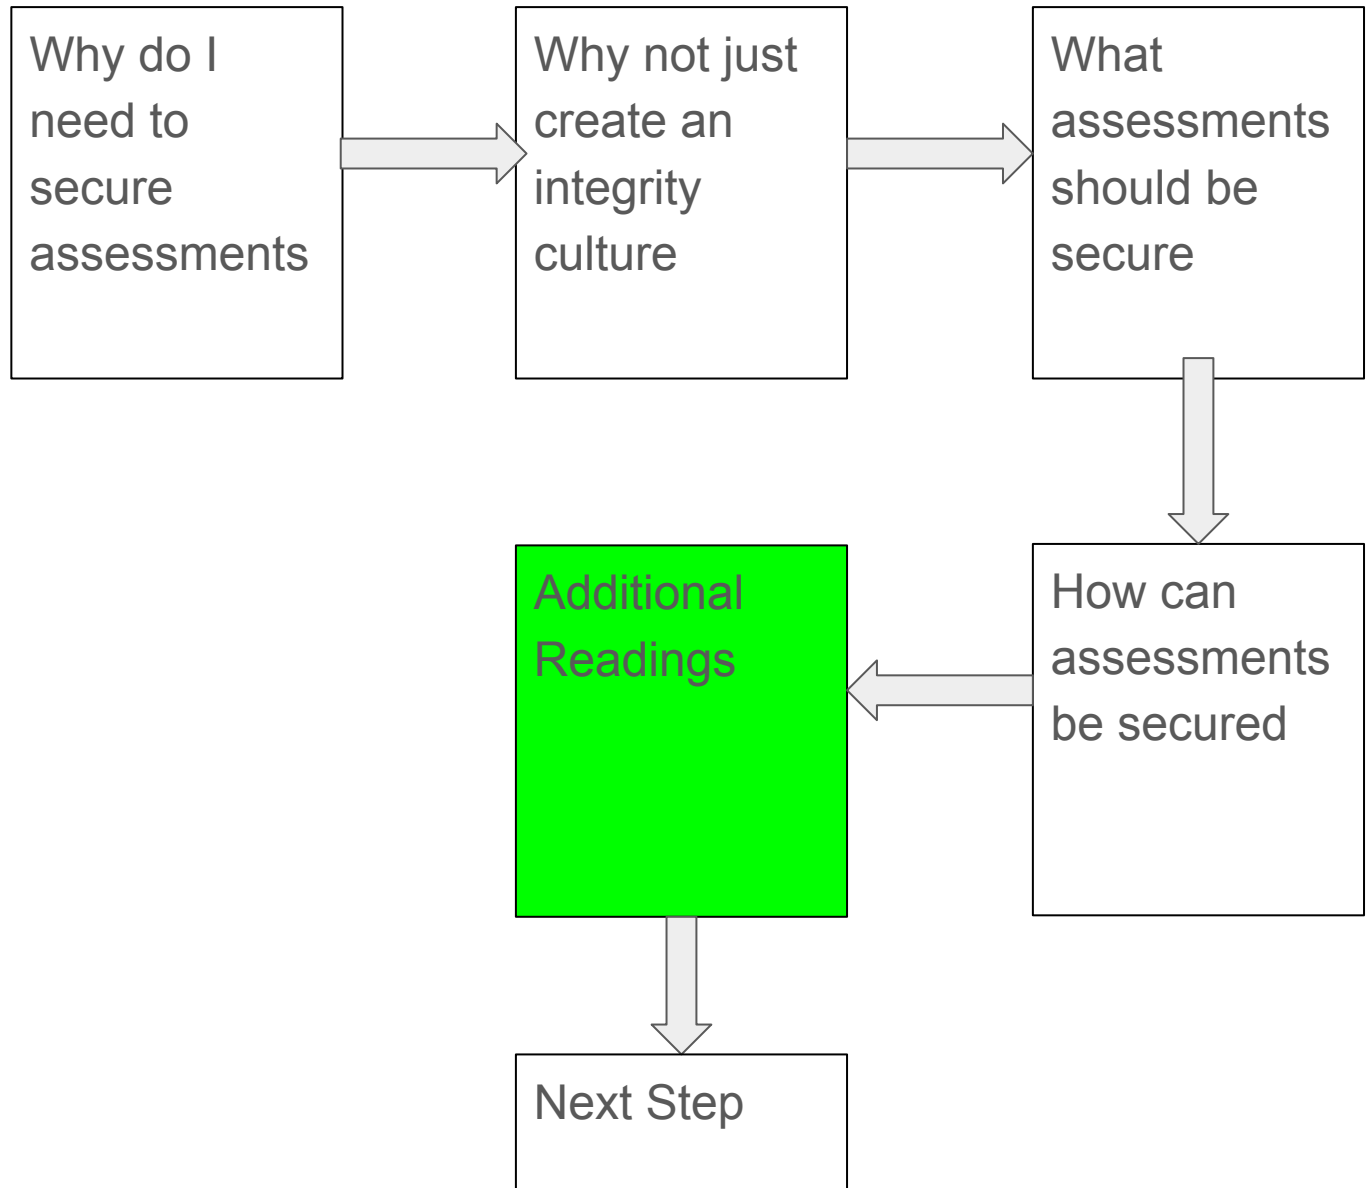 Why do I
need to
secure
assessments
Why not just
create an
integrity
culture
What
assessments
should be
secure
How can
assessments
be secured
Additional
Readings
Next Step